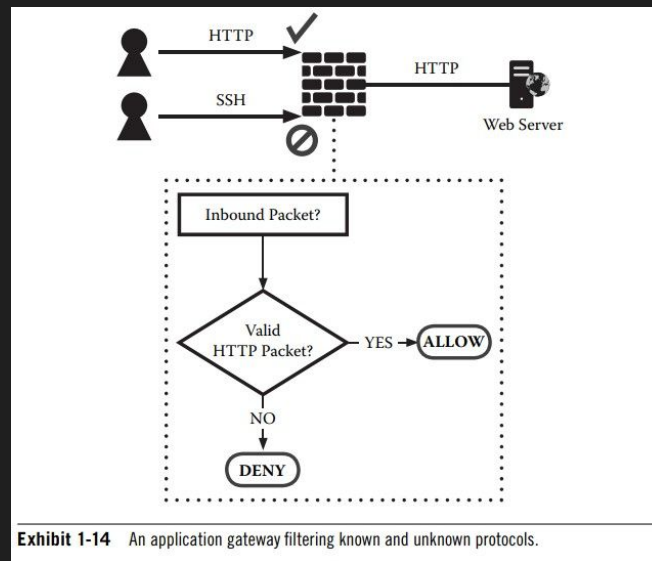 HTTP
HTTP
SSH
Web Server
Inbound Packet?
Valid
HTTP Packet?
YES
ALLOW
NO
DENY
Exhibit 1-14 An application gateway filtering known and unknown protocols.